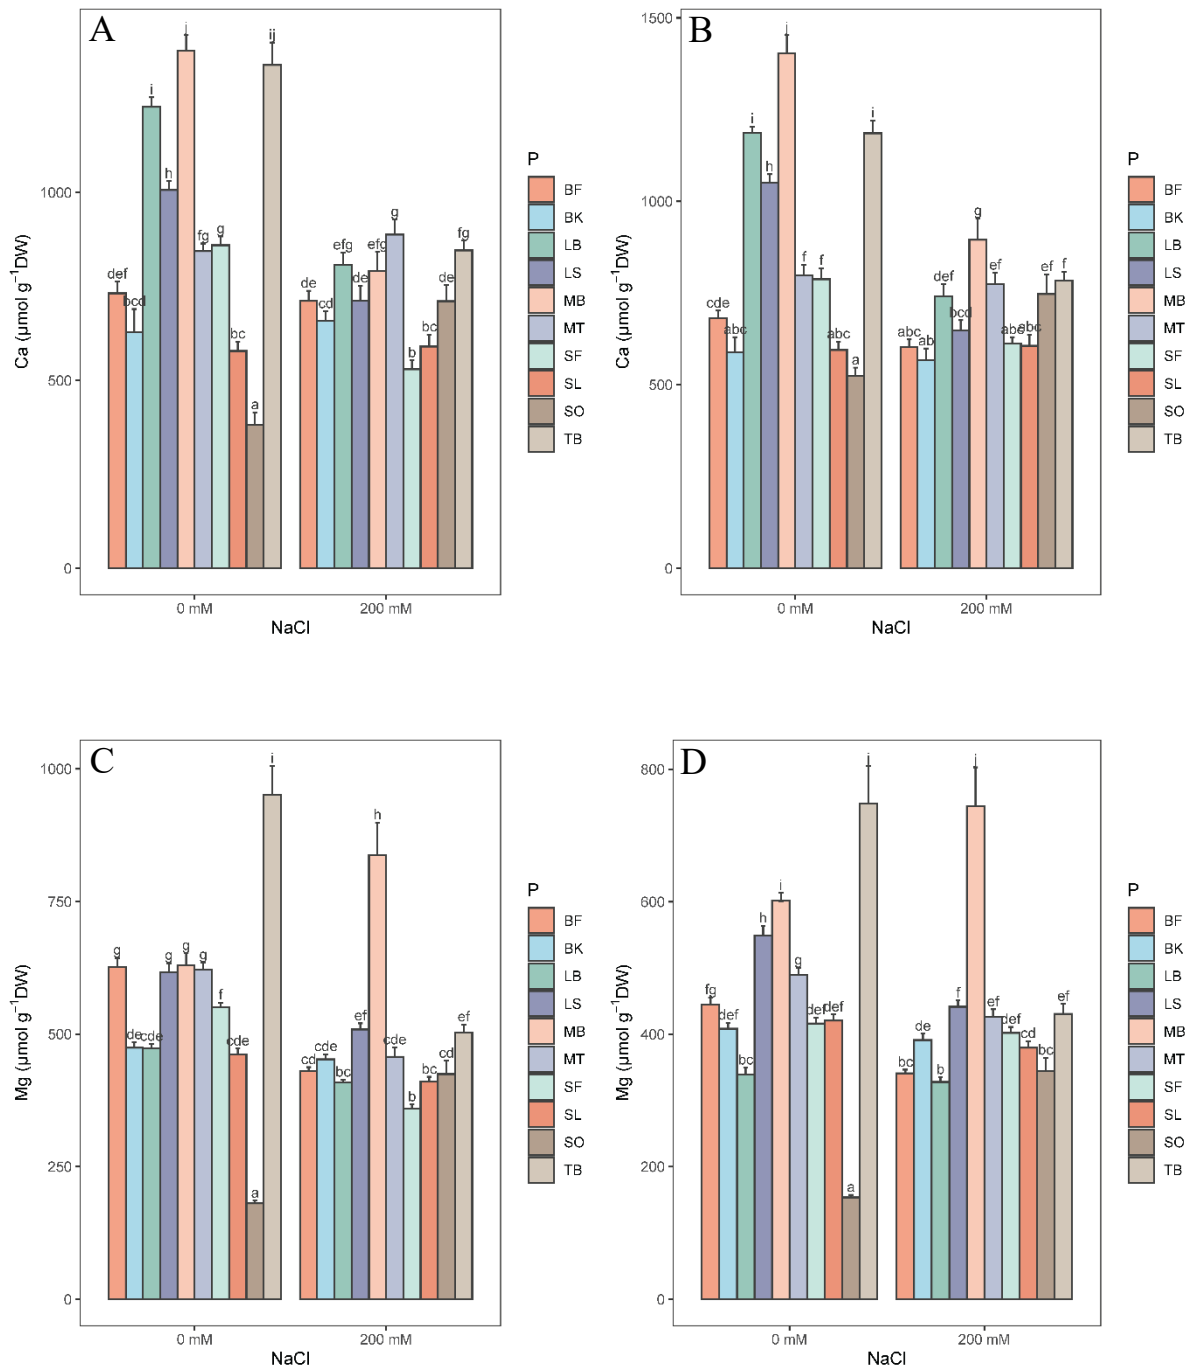 A
Ca (µmol g⁻¹DW)
1000
500
0
def
bcd
i
h
j
fg
g
bc
a
ij
de
cd
efg
de
efg
g
b
bc
de
fg
0 mM
200 mM
NaCl
P
BF
BK
LB
LS
MB
MT
SF
SL
SO
TB
B
Ca (µmol g⁻¹DW)
1500
1000
500
0
cde
abc
i
h
j
f
f
abc
a
i
abc
ab
def
bcd
g
ef
abc
abc
ef
f
0 mM
200 mM
NaCl
P
BF
BK
LB
LS
MB
MT
SF
SL
SO
TB
C
Mg (µmol g⁻¹DW)
1000
750
500
250
0
g
de
cde
g
g
g
f
cde
a
i
cd
cde
bc
ef
h
cde
b
bc
cd
ef
0 mM
200 mM
NaCl
P
BF
BK
LB
LS
MB
MT
SF
SL
SO
TB
D
Mg (µmol g⁻¹DW)
800
600
400
200
0
fg
def
b
h
i
g
def
def
a
j
bc
de
b
f
j
ef
def
cd
bc
ef
0 mM
200 mM
NaCl
P
BF
BK
LB
LS
MB
MT
SF
SL
SO
TB